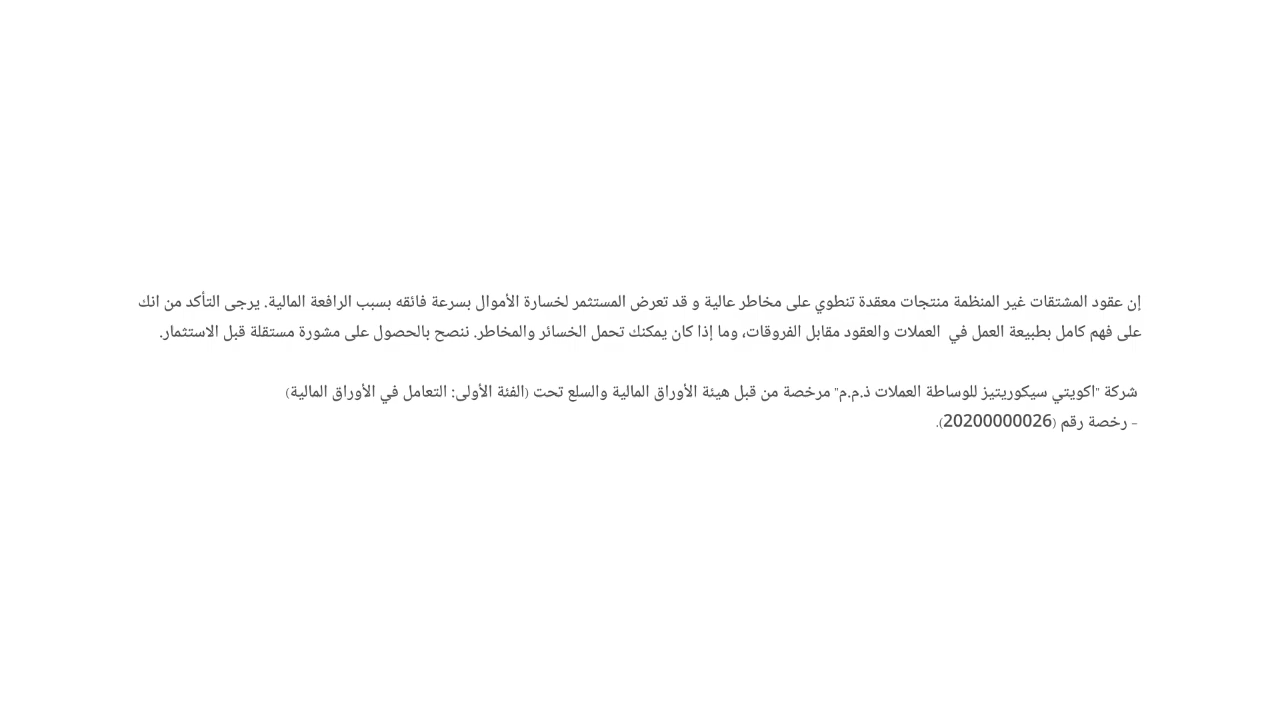 إن عقود المشتقات غير المنظمة منتجات معقدة تنطوي على مخاطر عالية و قد تعرض المستثمر لخسارة الأموال بسرعة فائقه بسبب الرافعة المالية. يرجى التأكد من انك
على فهم كامل بطبيعة العمل في العملات والعقود مقابل الفروقات، وما إذا كان يمكنك تحمل الخسائر والمخاطر. ننصح بالحصول على مشورة مستقلة قبل الاستثمار.
شركة "اكويتي سيكوريتيز للوساطة العملات ذ.م.م" مرخصة من قبل هيئة الأوراق المالية والسلع تحت (الفئة الأولى: التعامل في الأوراق المالية)
– رخصة رقم (20200000026).